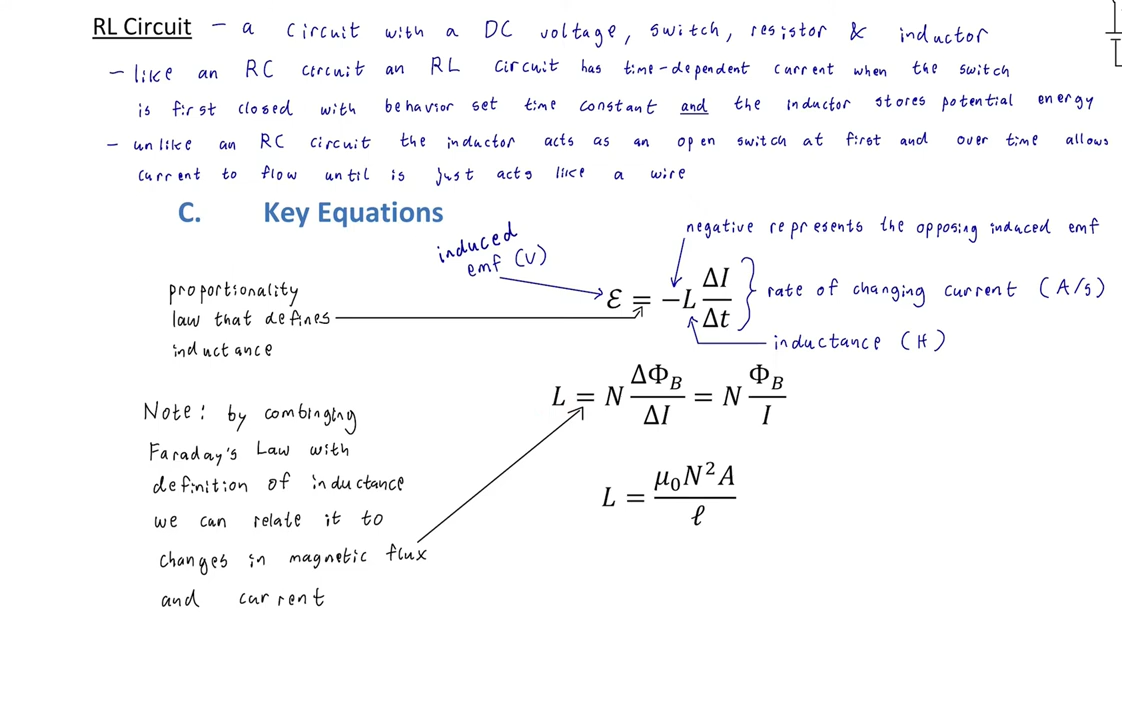 RL Circuit – a circuit with a DC voltage, switch, resistor & inductor
– like an RC circuit an RL circuit has time-dependent current when the switch
is first closed with behavior set time constant and the inductor stores potential energy
– unlike an RC circuit the inductor acts as an open switch at first and over time allows
current to flow until is just acts like a wire
C. Key Equations
negative represents the opposing induced emf
induced
emf (V)
proportionality
law that defines
inductance
ℰ = −L ΔI/Δt
rate of changing current (A/s)
inductance (H)
L = N ΔΦ_B/ΔI = N Φ_B/I
Note: by combinging
Faraday's Law with
definition of inductance
we can relate it to
changes in magnetic flux
and current
L = μ₀N²A/ℓ